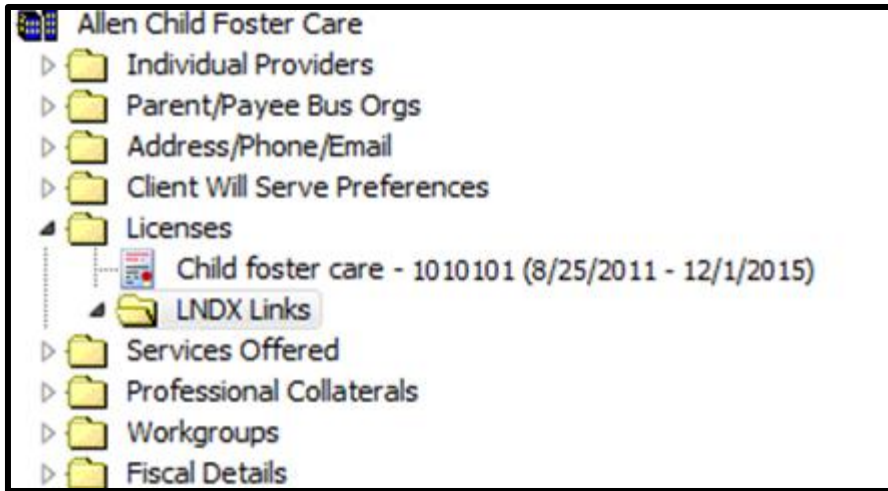 Allen Child Foster Care
Individual Providers
Parent/Payee Bus Orgs
Address/Phone/Email
Client Will Serve Preferences
Licenses
Child foster care - 1010101 (8/25/2011 - 12/1/2015)
LNDX Links
Services Offered
Professional Collaterals
Workgroups
Fiscal Details